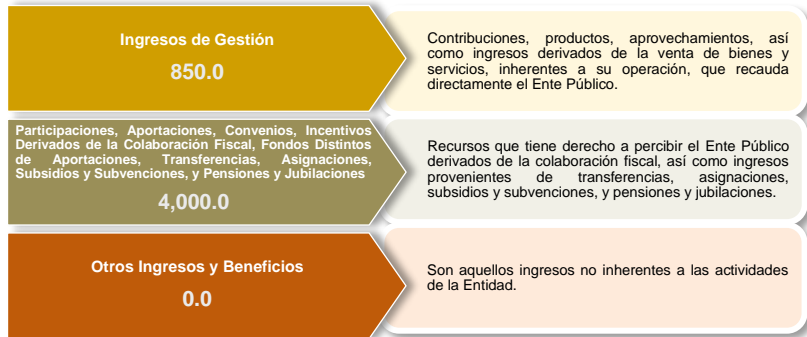 Ingresos de Gestión
850.0
Contribuciones, productos, aprovechamientos, así
como ingresos derivados de la venta de bienes y
servicios, inherentes a su operación, que recauda
directamente el Ente Público.
Participaciones, Aportaciones, Convenios, Incentivos
Derivados de la Colaboración Fiscal, Fondos Distintos
de Aportaciones, Transferencias, Asignaciones,
Subsidios y Subvenciones, y Pensiones y Jubilaciones
4,000.0
Recursos que tiene derecho a percibir el Ente Público
derivados de la colaboración fiscal, así como ingresos
provenientes de transferencias, asignaciones,
subsidios y subvenciones, y pensiones y jubilaciones.
Otros Ingresos y Beneficios
0.0
Son aquellos ingresos no inherentes a las actividades
de la Entidad.